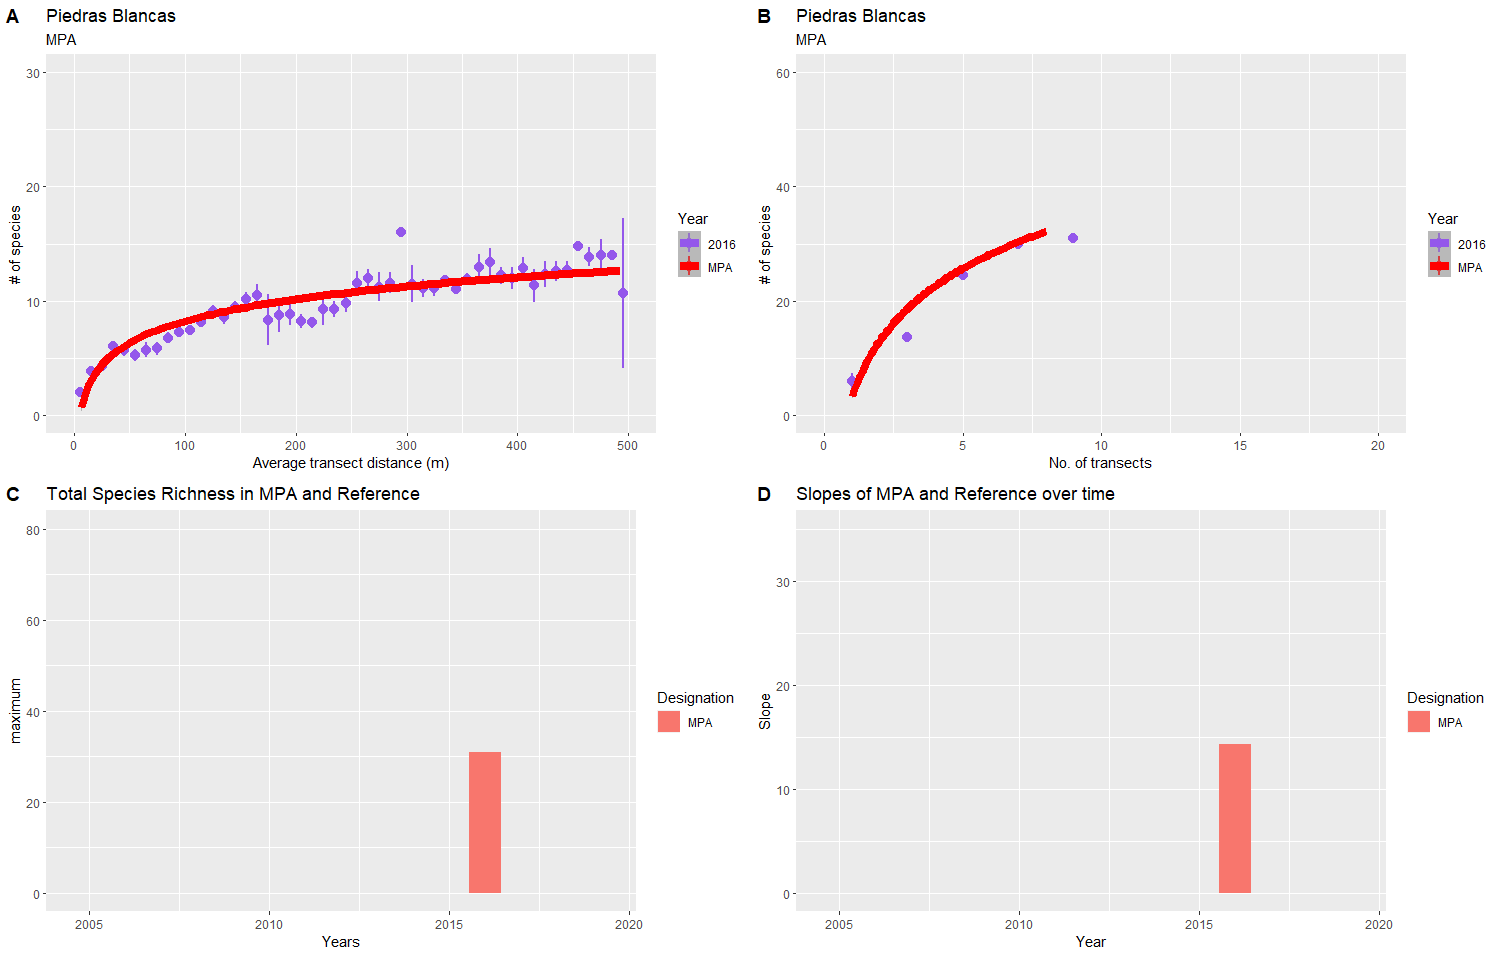 A
Piedras Blancas
MPA
# of species
30
20
10
0
0 100 200 300 400 500
Average transect distance (m)
Year
2016
MPA
B
Piedras Blancas
MPA
# of species
60
40
20
0
0 5 10 15 20
No. of transects
Year
2016
MPA
C
Total Species Richness in MPA and Reference
maximum
80
60
40
20
0
2005 2010 2015 2020
Years
Designation
MPA
D
Slopes of MPA and Reference over time
Slope
30
20
10
0
2005 2010 2015 2020
Year
Designation
MPA